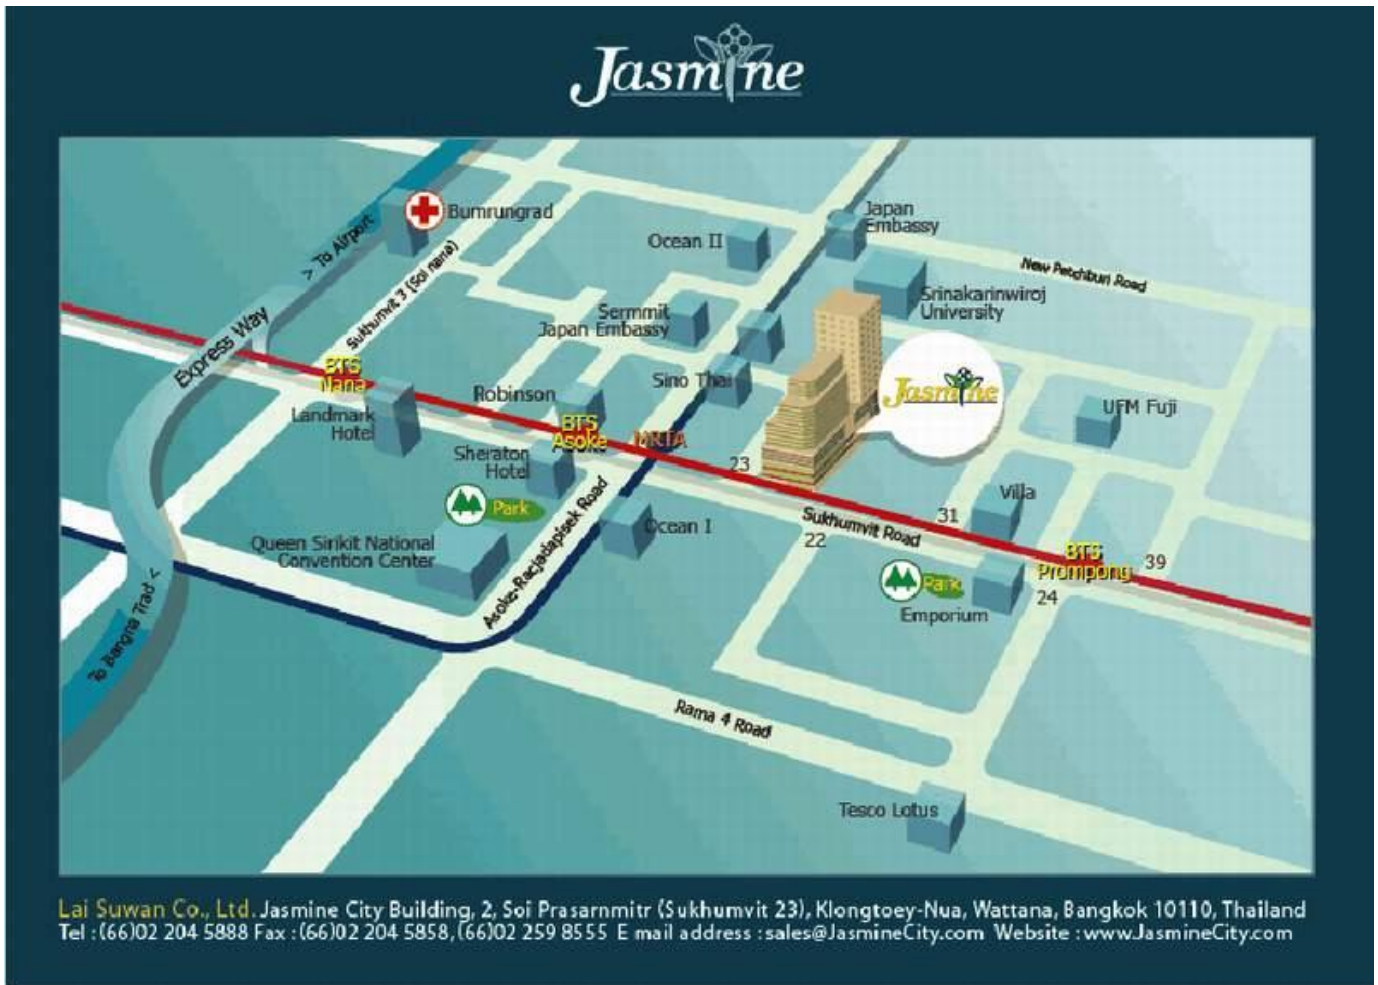 Jasmine
Bumrungrad
> To Airport
Sukhumvit 3 (Soi nana)
Express Way
Ocean II
Japan
Embassy
New Petchburi Road
Srinakarinwiroj
University
Sermmit
Japan Embassy
Sino Thai
Jasmine
UFM Fuji
BTS
Nana
Landmark
Hotel
Robinson
BTS
Asoke
Asoke
MRTA
23
Sheraton
Hotel
Park
Ocean I
Queen Sirikit National
Convention Center
Asoke-Racjadapisek Road
Sukhumvit Road
22
31
Villa
BTS
Prompong
39
24
Park
Emporium
To Bangna Trad <
Rama 4 Road
Tesco Lotus
Lai Suwan Co., Ltd. Jasmine City Building, 2, Soi Prasarnmitr (Sukhumvit 23), Klongtoey-Nua, Wattana, Bangkok 10110, Thailand
Tel : (66)02 204 5888 Fax : (66)02 204 5858, (66)02 259 8555 E mail address : sales@JasmineCity.com Website : www.JasmineCity.com